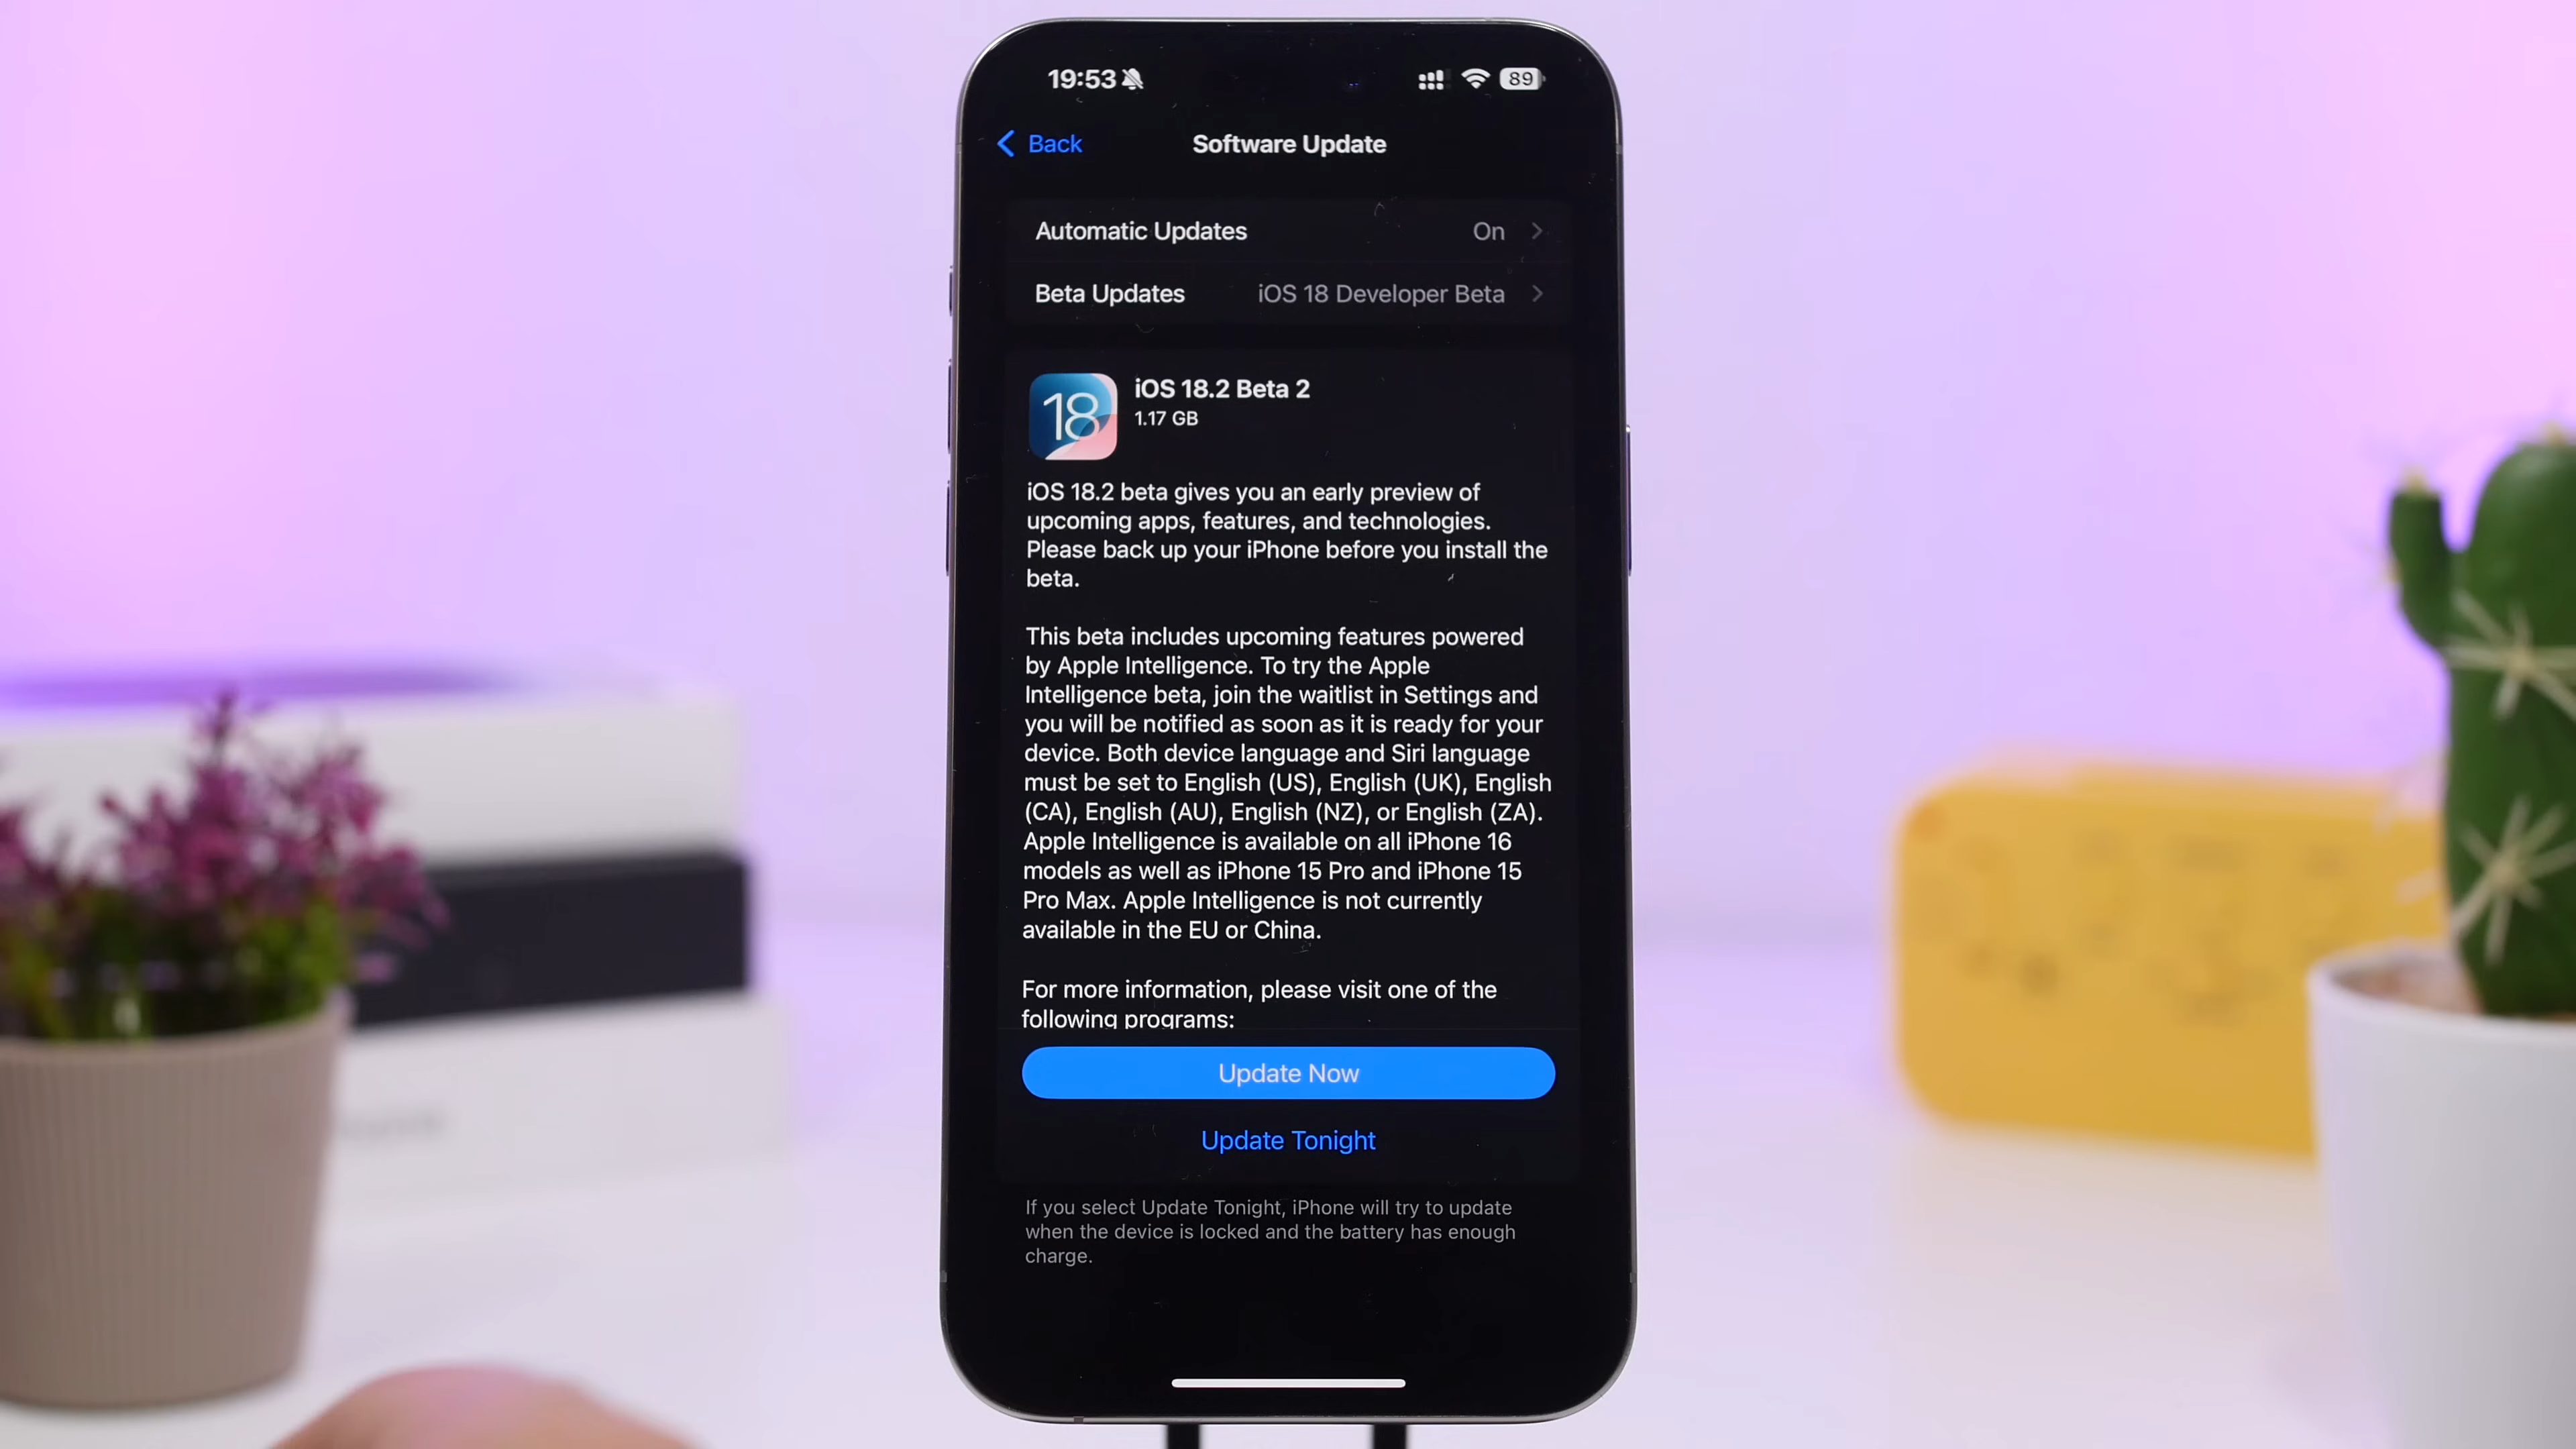 19:53
89
Back
Software Update
Automatic Updates On
Beta Updates iOS 18 Developer Beta
18
iOS 18.2 Beta 2
1.17 GB
iOS 18.2 beta gives you an early preview of
upcoming apps, features, and technologies.
Please back up your iPhone before you install the
beta.
This beta includes upcoming features powered
by Apple Intelligence. To try the Apple
Intelligence beta, join the waitlist in Settings and
you will be notified as soon as it is ready for your
device. Both device language and Siri language
must be set to English (US), English (UK), English
(CA), English (AU), English (NZ), or English (ZA).
Apple Intelligence is available on all iPhone 16
models as well as iPhone 15 Pro and iPhone 15
Pro Max. Apple Intelligence is not currently
available in the EU or China.
For more information, please visit one of the
following programs:
Update Now
Update Tonight
If you select Update Tonight, iPhone will try to update
when the device is locked and the battery has enough
charge.